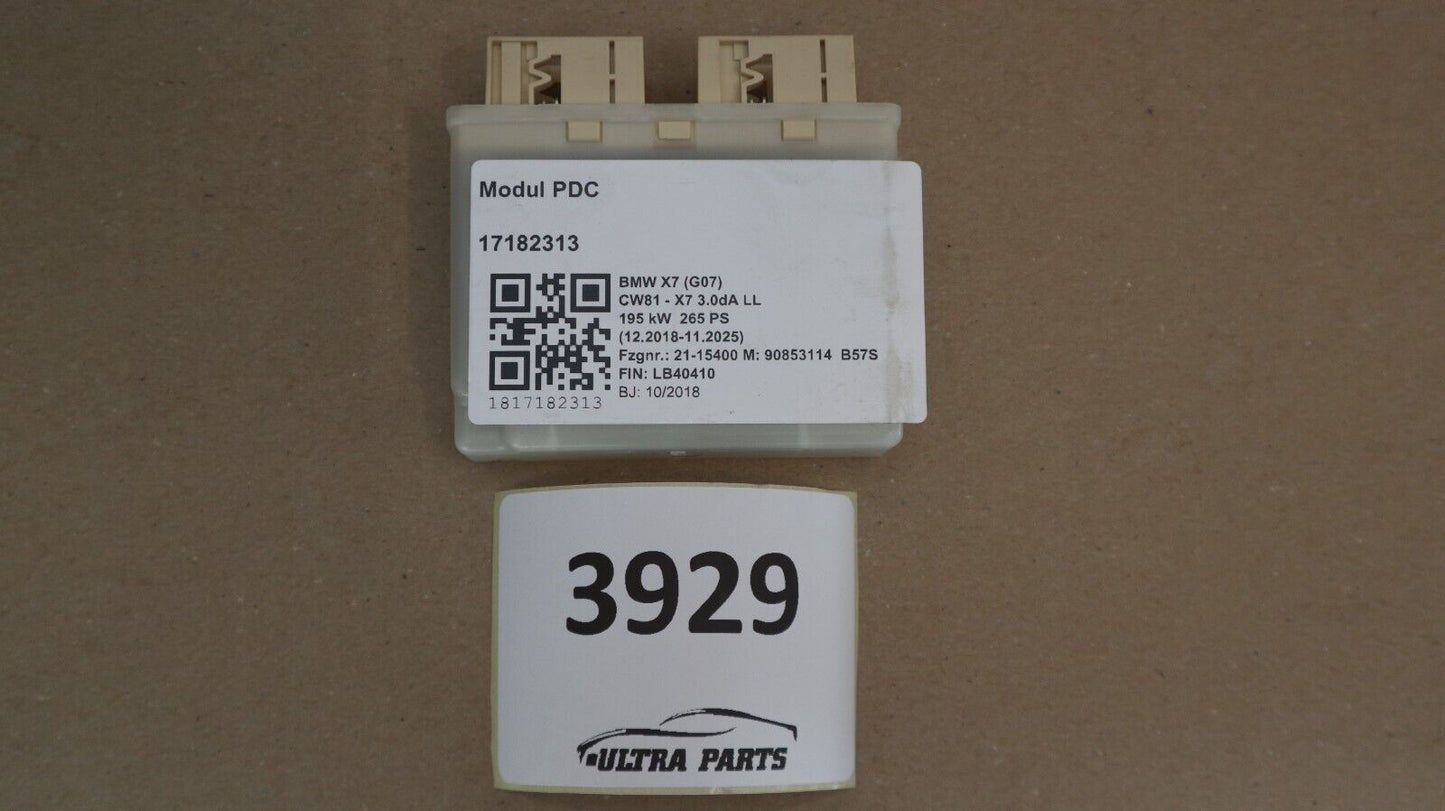 Modul PDC
17182313
BMW X7 (G07)
CW81 - X7 3.0dA LL
195 kW 265 PS
(12.2018-11.2025)
Fzgnr.: 21-15400 M: 90853114 B57S
FIN: LB40410
BJ: 10/2018
1817182313
3929
ULTRA PARTS